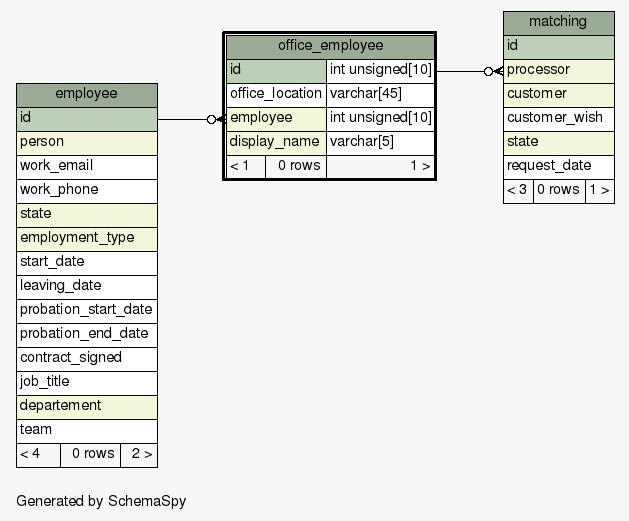 matching
id
processor
customer
customer_wish
state
request_date
< 3 0 rows 1 >
office_employee
id int unsigned[10]
office_location varchar[45]
employee int unsigned[10]
display_name varchar[5]
< 1 0 rows 1 >
employee
id
person
work_email
work_phone
state
employment_type
start_date
leaving_date
probation_start_date
probation_end_date
contract_signed
job_title
departement
team
< 4 0 rows 2 >
Generated by SchemaSpy